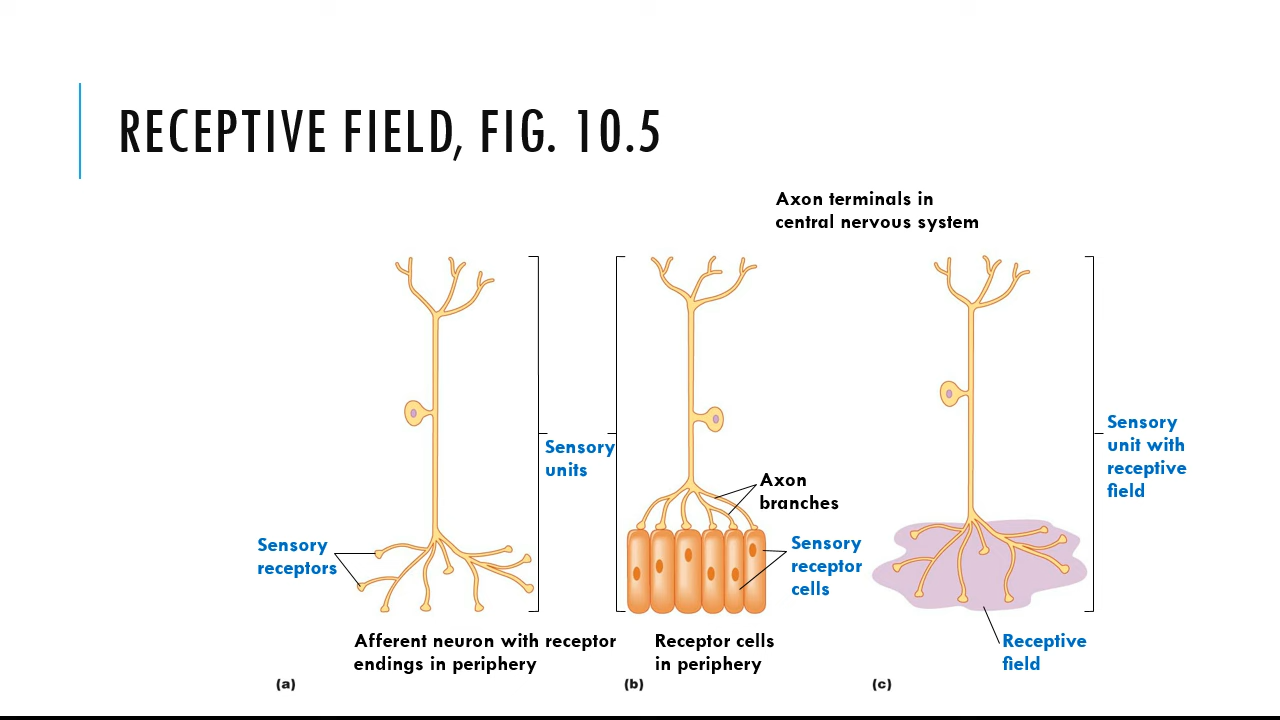 RECEPTIVE FIELD, FIG. 10.5
Axon terminals in
central nervous system
Sensory
units
Sensory
unit with
receptive
field
Axon
branches
Sensory
receptors
Sensory
receptor
cells
Afferent neuron with receptor
endings in periphery
Receptor cells
in periphery
Receptive
field
(a)
(b)
(c)